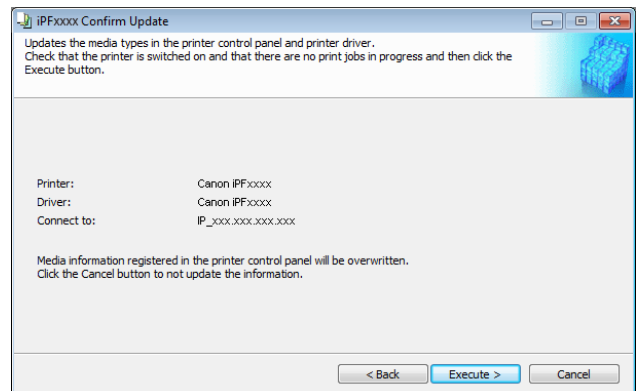 iPFxxxx Confirm Update
Updates the media types in the printer control panel and printer driver.
Check that the printer is switched on and that there are no print jobs in progress and then click the
Execute button.
Printer: Canon iPFxxxx
Driver: Canon iPFxxxx
Connect to: IP_xxx.xxx.xxx.xxx
Media information registered in the printer control panel will be overwritten.
Click the Cancel button to not update the information.
< Back Execute > Cancel